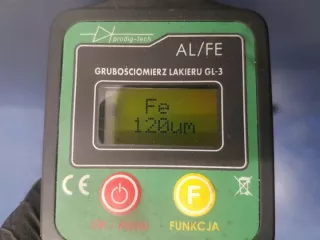 prodig-tech
AL/FE
GRUBOŚCIOMIERZ LAKIERU GL-3
Fe
120um
CE
F
FUNKCJA